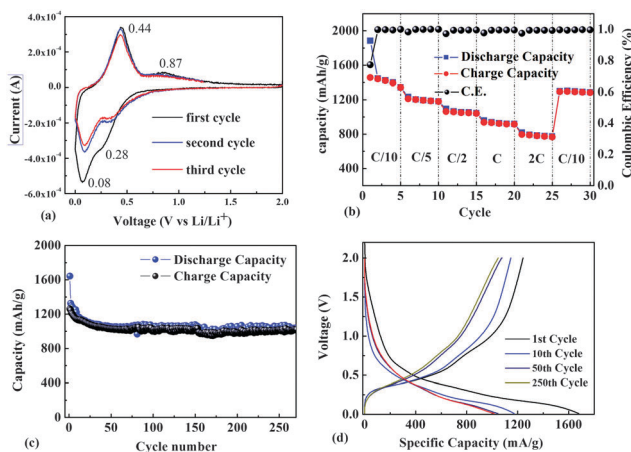 4.0x10⁻⁴
2.0x10⁻⁴
0.0
-2.0x10⁻⁴
-4.0x10⁻⁴
-6.0x10⁻⁴
Current (A)
0.44
0.87
0.28
0.08
first cycle
second cycle
third cycle
0.0 0.5 1.0 1.5 2.0
(a)
Voltage (V vs Li/Li⁺)
2000
1600
1200
800
400
capacity (mAh/g)
Discharge Capacity
Charge Capacity
C.E.
C/10 C/5 C/2 C 2C C/10
1.0
0.8
0.6
0.4
0.2
0.0
Coulombic Efficiency (%)
0 5 10 15 20 25 30
(b)
Cycle
2000
1600
1200
800
400
0
Capacity (mAh/g)
Discharge Capacity
Charge Capacity
0 50 100 150 200 250
(c)
Cycle number
2.0
1.5
1.0
0.5
0.0
Voltage (V)
1st Cycle
10th Cycle
50th Cycle
250th Cycle
0 400 800 1200 1600
Specific Capacity (mA/g)
(d)